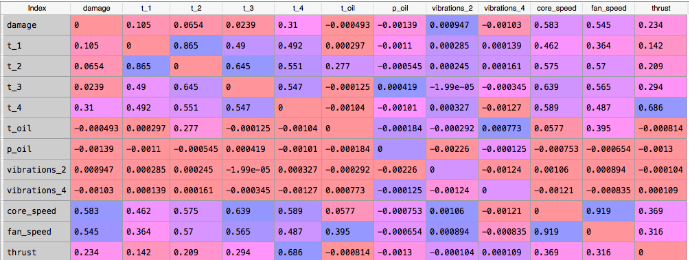 Index damage t_1 t_2 t_3 t_4 t_oil p_oil vibrations_2 vibrations_4 core_speed fan_speed thrust
damage 0 0.105 0.0654 0.0239 0.31 -0.000493 -0.00139 0.000947 -0.00103 0.583 0.545 0.234
t_1 0.105 0 0.865 0.49 0.492 0.000297 -0.0011 0.000285 0.000139 0.462 0.364 0.142
t_2 0.0654 0.865 0 0.645 0.551 0.277 -0.000545 0.000245 0.000161 0.575 0.57 0.209
t_3 0.0239 0.49 0.645 0 0.547 -0.000125 0.000419 -1.99e-05 -0.000345 0.639 0.565 0.294
t_4 0.31 0.492 0.551 0.547 0 -0.00104 -0.00101 0.000327 -0.00127 0.589 0.487 0.686
t_oil -0.000493 0.000297 0.277 -0.000125 -0.00104 0 -0.000184 -0.000292 0.000773 0.0577 0.395 -0.000814
p_oil -0.00139 -0.0011 -0.000545 0.000419 -0.00101 -0.000184 0 -0.00226 -0.000125 -0.000753 -0.000654 -0.0013
vibrations_2 0.000947 0.000285 0.000245 -1.99e-05 0.000327 -0.000292 -0.00226 0 -0.00124 0.00106 0.000894 -0.000104
vibrations_4 -0.00103 0.000139 0.000161 -0.000345 -0.00127 0.000773 -0.000125 -0.00124 0 -0.00121 -0.000835 0.000109
core_speed 0.583 0.462 0.575 0.639 0.589 0.0577 -0.000753 0.00106 -0.00121 0 0.919 0.369
fan_speed 0.545 0.364 0.57 0.565 0.487 0.395 -0.000654 0.000894 -0.000835 0.919 0 0.316
thrust 0.234 0.142 0.209 0.294 0.686 -0.000814 -0.0013 -0.000104 0.000109 0.369 0.316 0